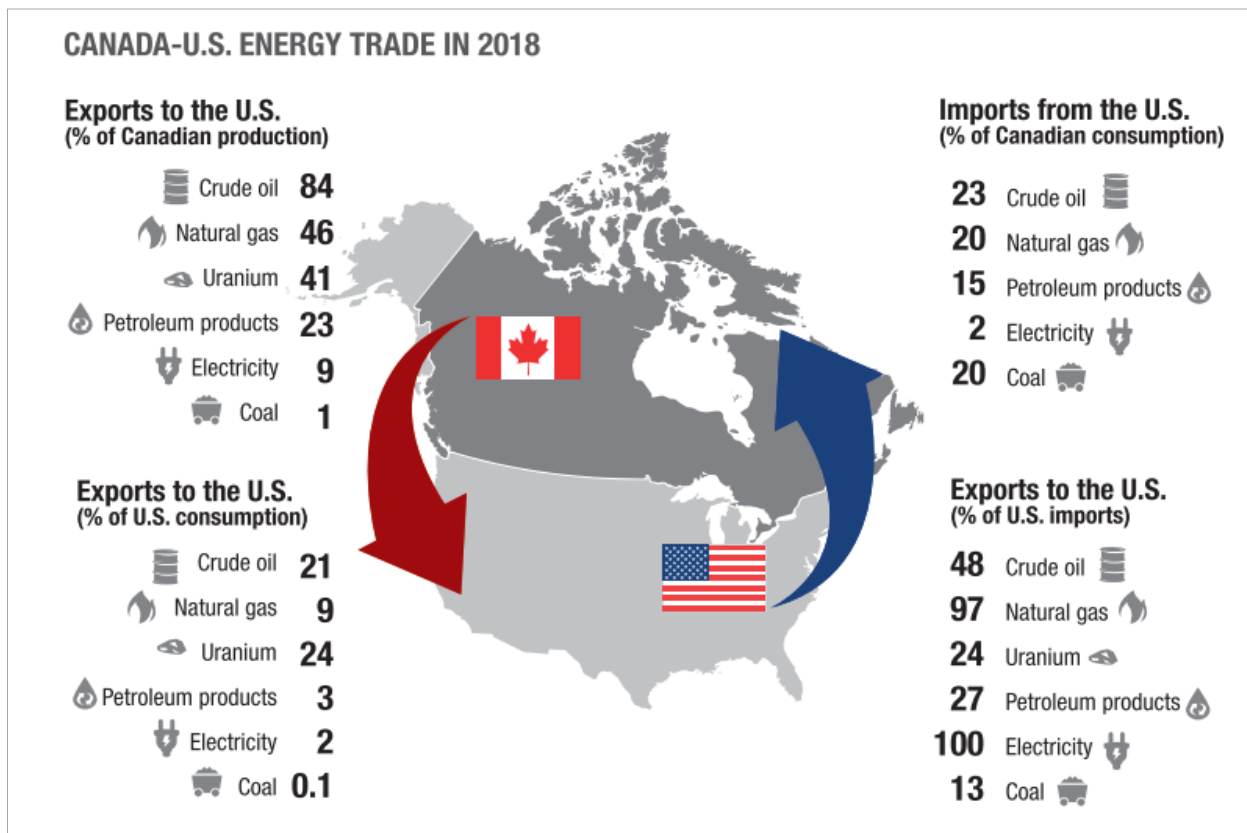 CANADA-U.S. ENERGY TRADE IN 2018
Exports to the U.S.
(% of Canadian production)
Crude oil 84
Natural gas 46
Uranium 41
Petroleum products 23
Electricity 9
Coal 1
Exports to the U.S.
(% of U.S. consumption)
Crude oil 21
Natural gas 9
Uranium 24
Petroleum products 3
Electricity 2
Coal 0.1
Imports from the U.S.
(% of Canadian consumption)
23 Crude oil
20 Natural gas
15 Petroleum products
2 Electricity
20 Coal
Exports to the U.S.
(% of U.S. imports)
48 Crude oil
97 Natural gas
24 Uranium
27 Petroleum products
100 Electricity
13 Coal